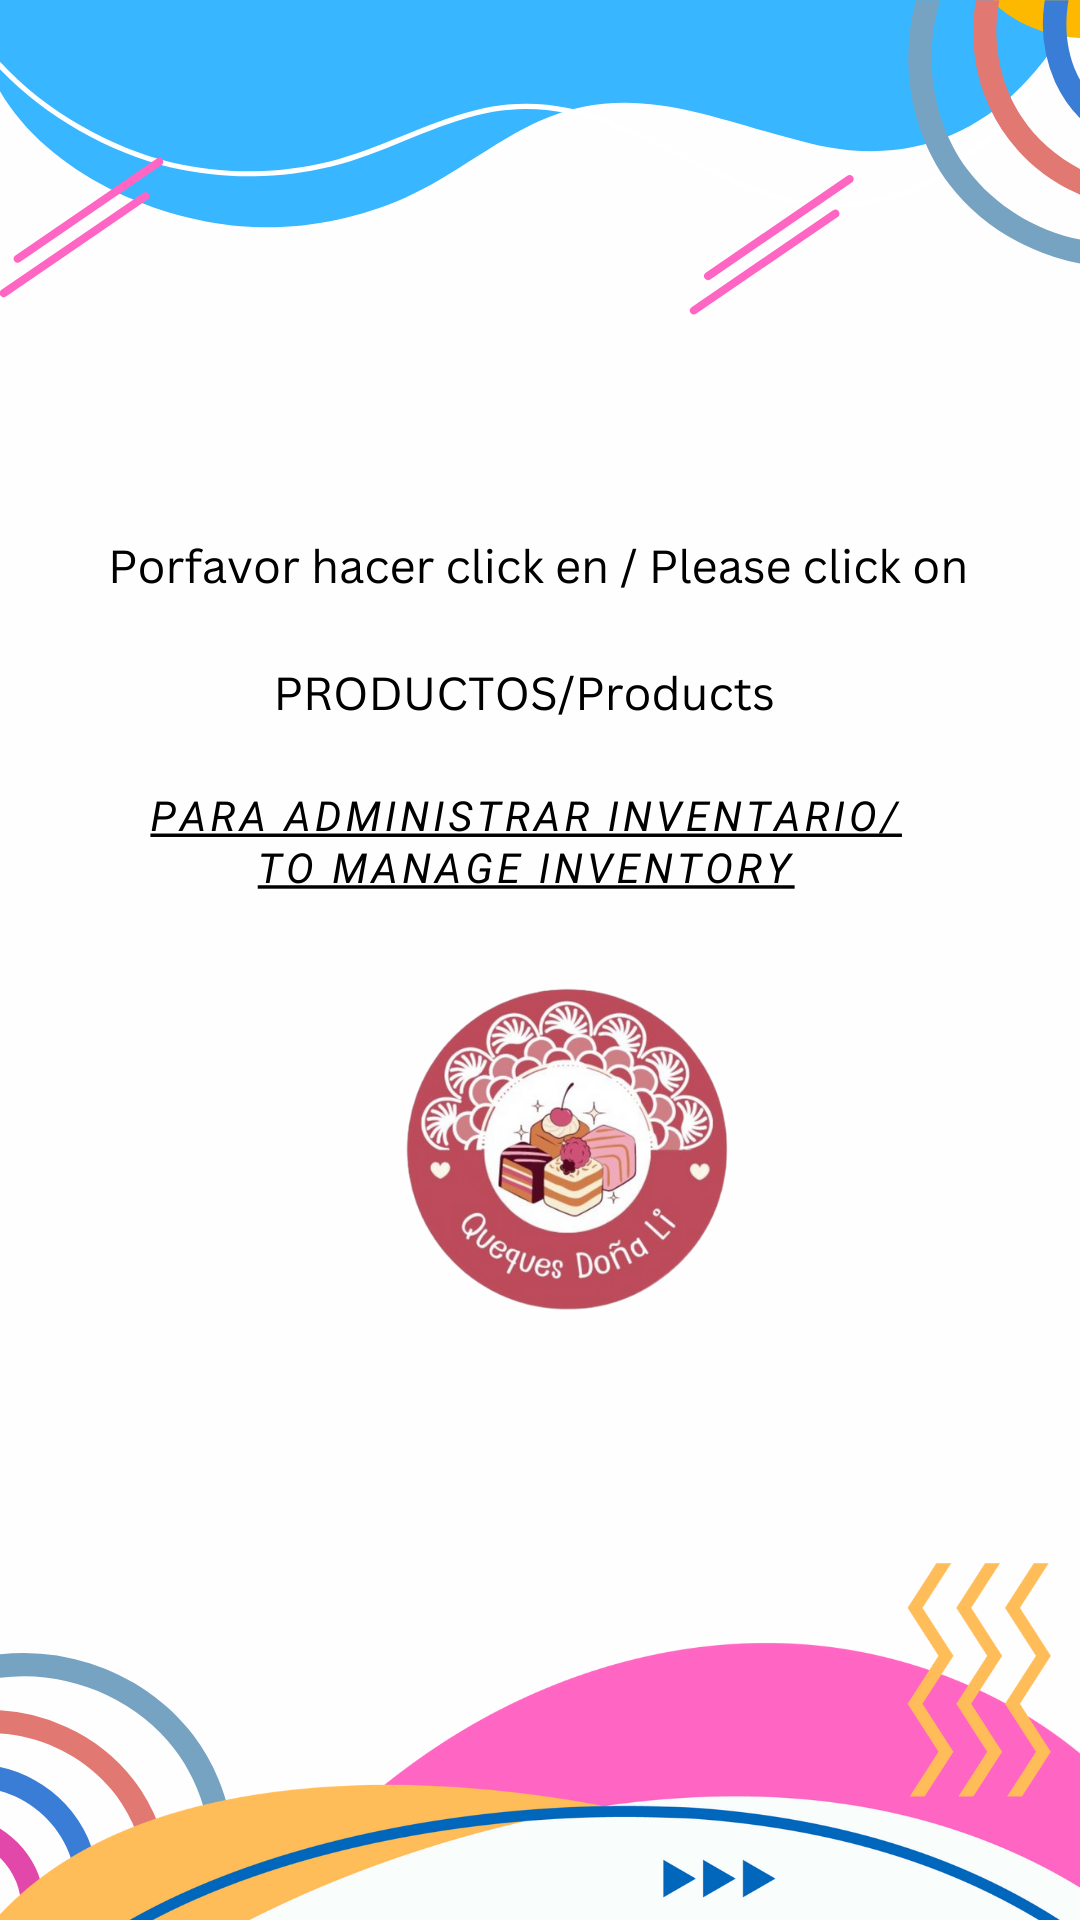 Porfavor hacer click en / Please click on
PRODUCTOS/Products
PARA ADMINISTRAR INVENTARIO/
TO MANAGE INVENTORY
Queques Doña Li